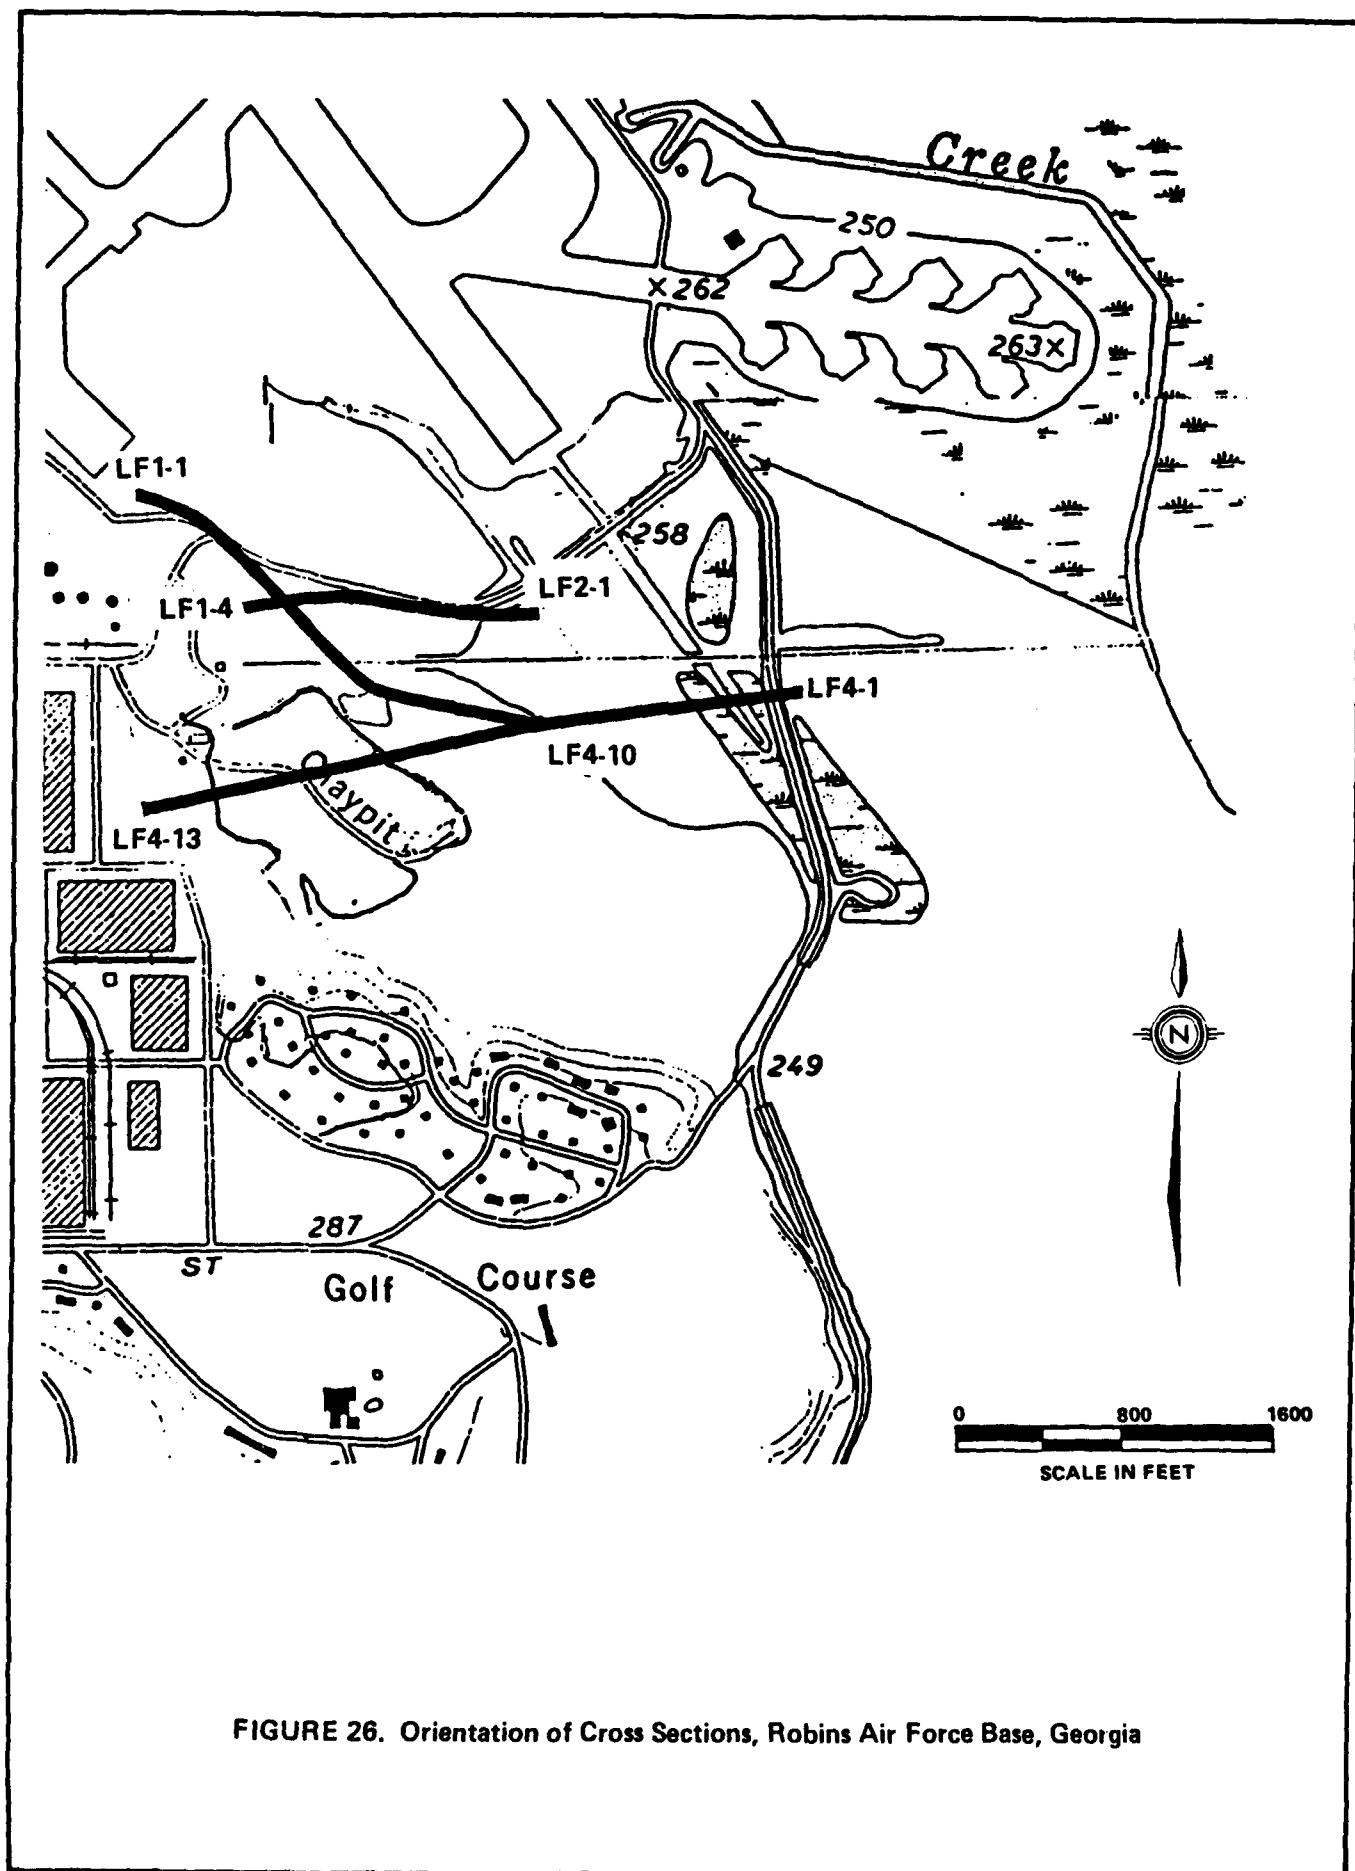 Creek
250
×262
263×
LF1-1
258
LF2-1
LF1-4
LF4-1
LF4-10
Claypit
LF4-13
N
249
287
ST
Golf Course
0 800 1600
SCALE IN FEET
FIGURE 26. Orientation of Cross Sections, Robins Air Force Base, Georgia